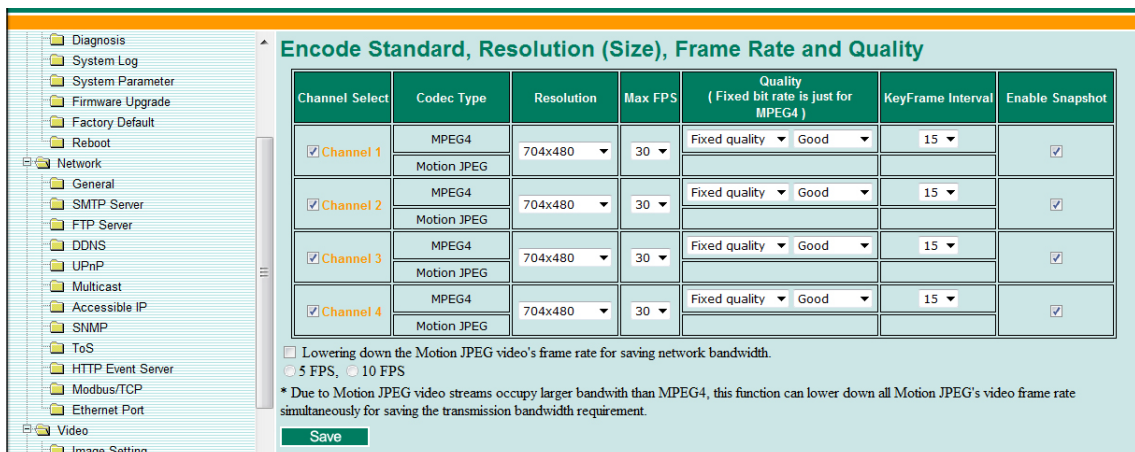 Diagnosis
System Log
System Parameter
Firmware Upgrade
Factory Default
Reboot
Network
General
SMTP Server
FTP Server
DDNS
UPnP
Multicast
Accessible IP
SNMP
ToS
HTTP Event Server
Modbus/TCP
Ethernet Port
Video
Image Setting
Encode Standard, Resolution (Size), Frame Rate and Quality
Channel Select Codec Type Resolution Max FPS Quality ( Fixed bit rate is just for MPEG4 ) KeyFrame Interval Enable Snapshot
Channel 1 MPEG4 704x480 30 Fixed quality Good 15
Motion JPEG
Channel 2 MPEG4 704x480 30 Fixed quality Good 15
Motion JPEG
Channel 3 MPEG4 704x480 30 Fixed quality Good 15
Motion JPEG
Channel 4 MPEG4 704x480 30 Fixed quality Good 15
Motion JPEG
Lowering down the Motion JPEG video's frame rate for saving network bandwidth.
5 FPS, 10 FPS
* Due to Motion JPEG video streams occupy larger bandwith than MPEG4, this function can lower down all Motion JPEG's video frame rate
simultaneously for saving the transmission bandwidth requirement.
Save